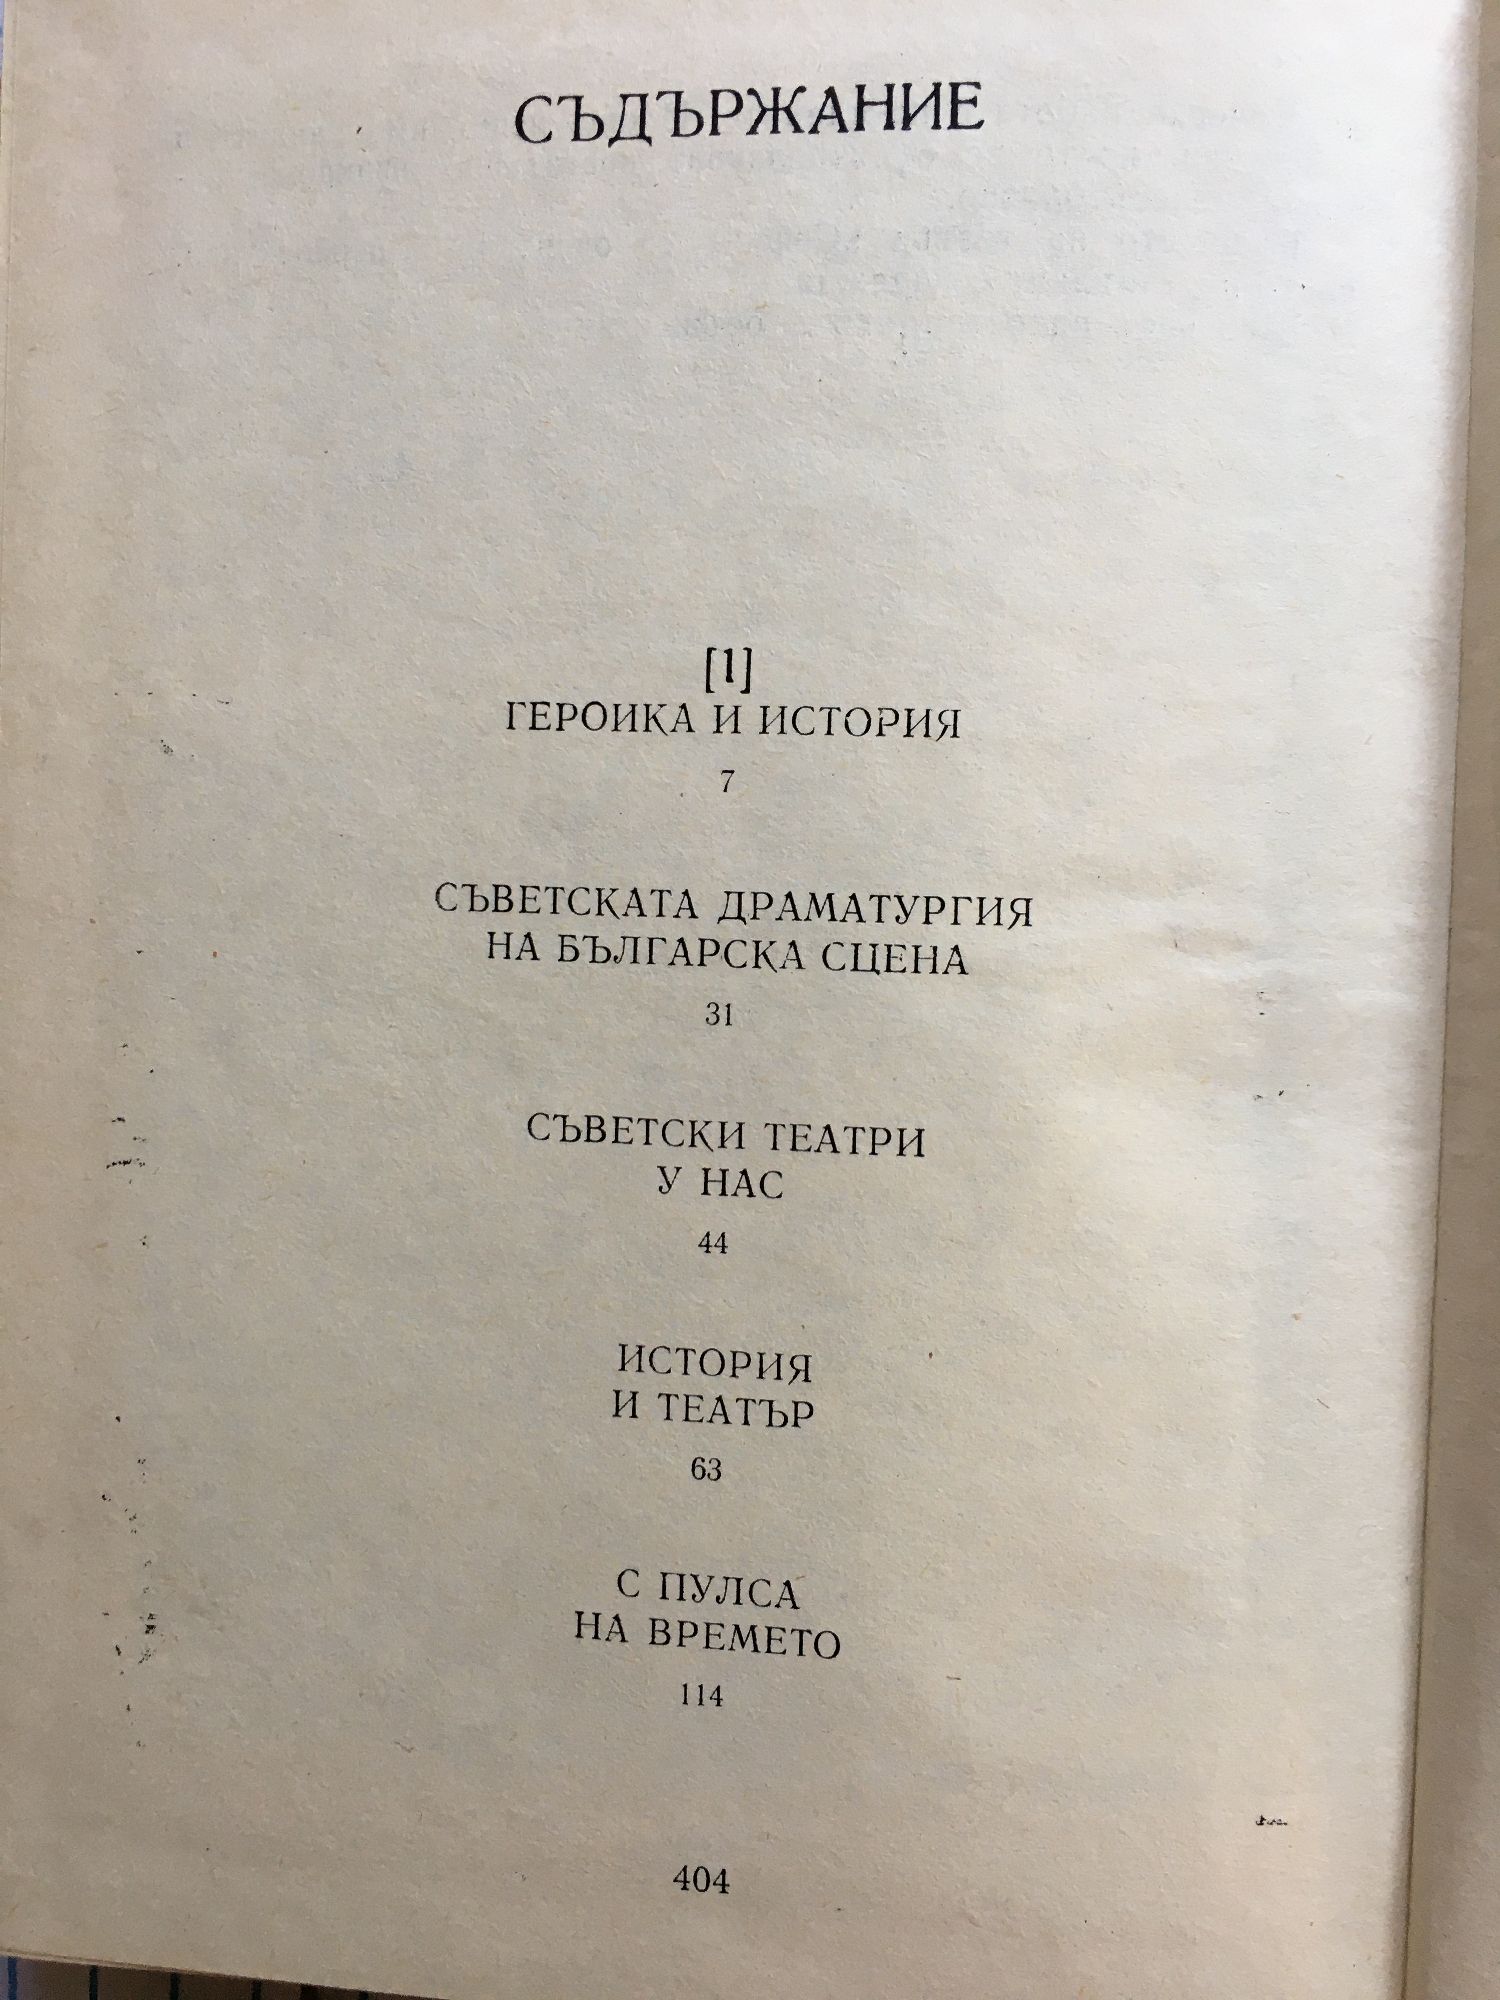 СЪДЪРЖАНИЕ
[1]
ГЕРОИКА И ИСТОРИЯ
7
СЪВЕТСКАТА ДРАМАТУРГИЯ
НА БЪЛГАРСКА СЦЕНА
31
СЪВЕТСКИ ТЕАТРИ
У НАС
44
ИСТОРИЯ
И ТЕАТЪР
63
С ПУЛСА
НА ВРЕМЕТО
114
404